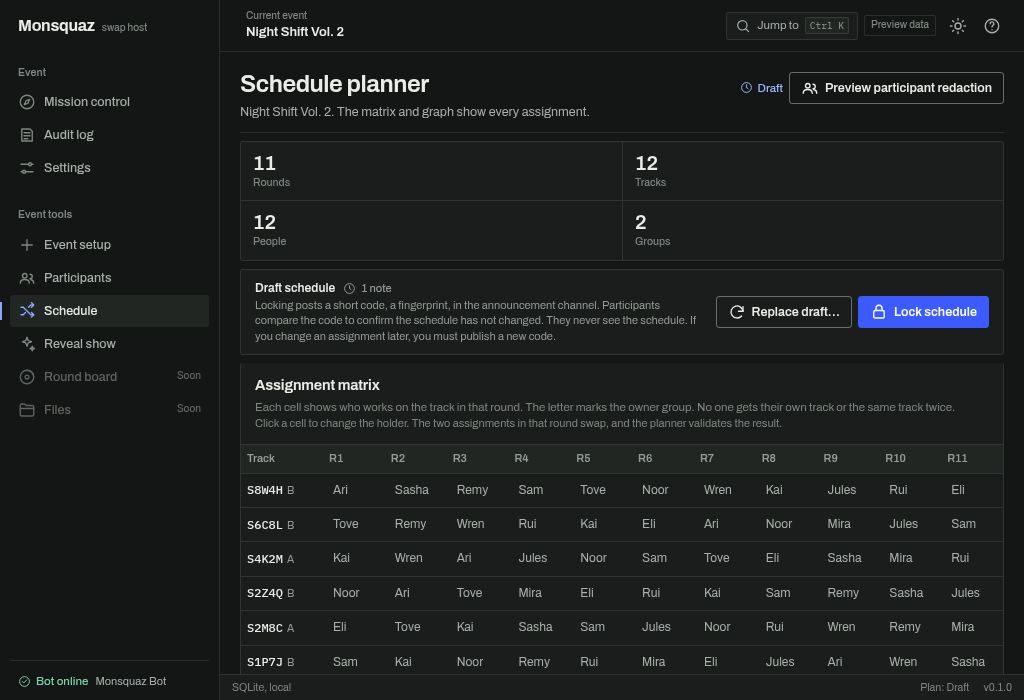 Monsquaz swap host
Event
Mission control
Audit log
Settings
Event tools
Event setup
Participants
Schedule
Reveal show
Round board Soon
Files Soon
Bot online Monsquaz Bot
Current event
Night Shift Vol. 2
Jump to Ctrl K
Preview data
Schedule planner
Night Shift Vol. 2. The matrix and graph show every assignment.
Draft
Preview participant redaction
11
Rounds
12
Tracks
12
People
2
Groups
Draft schedule 1 note
Locking posts a short code, a fingerprint, in the announcement channel. Participants
compare the code to confirm the schedule has not changed. They never see the schedule. If
you change an assignment later, you must publish a new code.
Replace draft...
Lock schedule
Assignment matrix
Each cell shows who works on the track in that round. The letter marks the owner group. No one gets their own track or the same track twice.
Click a cell to change the holder. The two assignments in that round swap, and the planner validates the result.
Track R1 R2 R3 R4 R5 R6 R7 R8 R9 R10 R11
S8W4H B Ari Sasha Remy Sam Tove Noor Wren Kai Jules Rui Eli
S6C8L B Tove Remy Wren Rui Kai Eli Ari Noor Mira Jules Sam
S4K2M A Kai Wren Ari Jules Noor Sam Tove Eli Sasha Mira Rui
S2Z4Q B Noor Ari Tove Mira Eli Rui Kai Sam Remy Sasha Jules
S2M8C A Eli Tove Kai Sasha Sam Jules Noor Rui Wren Remy Mira
S1P7J B Sam Kai Noor Remy Rui Mira Eli Jules Ari Wren Sasha
SQLite, local
Plan: Draft v0.1.0